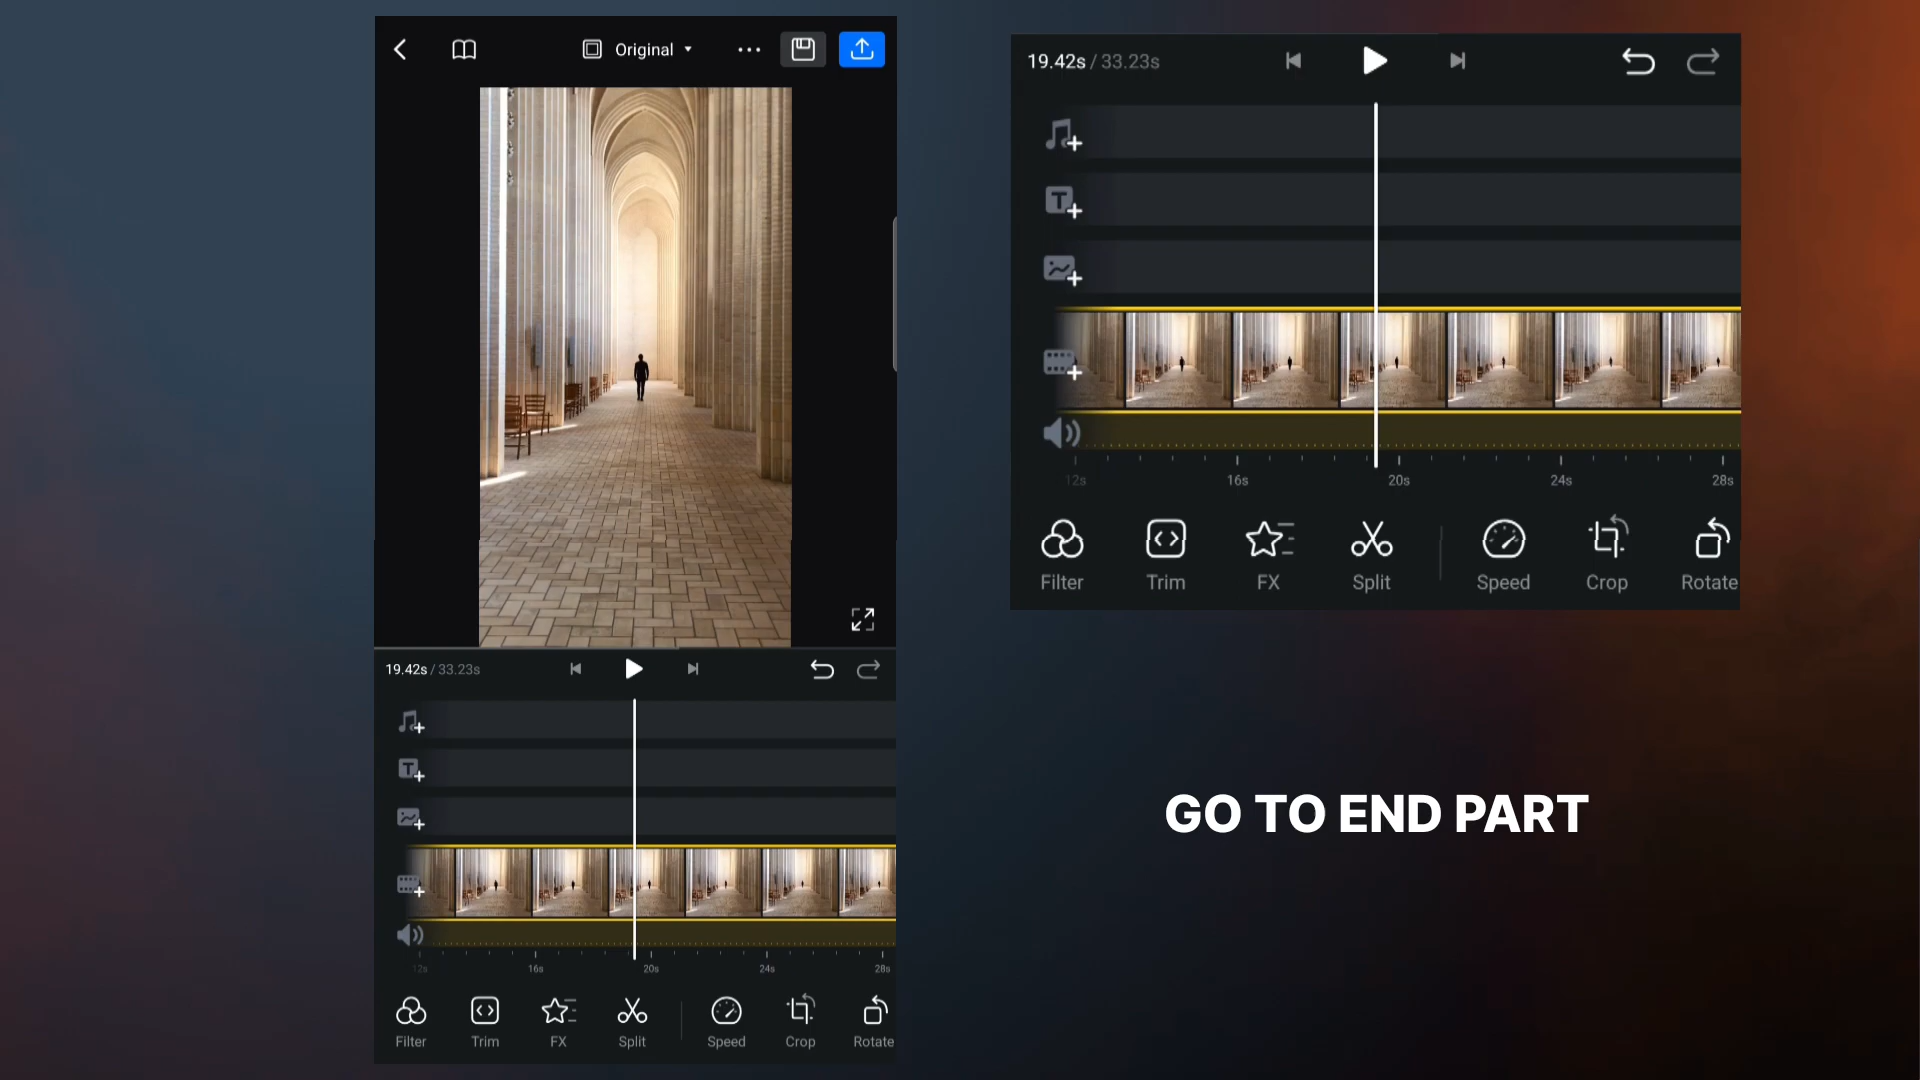 Original
19.42s / 33.23s
12s 16s 20s 24s 28s
Filter Trim FX Split Speed Crop Rotate
19.42s / 33.23s
12s 16s 20s 24s 28s
Filter Trim FX Split Speed Crop Rotate
GO TO END PART